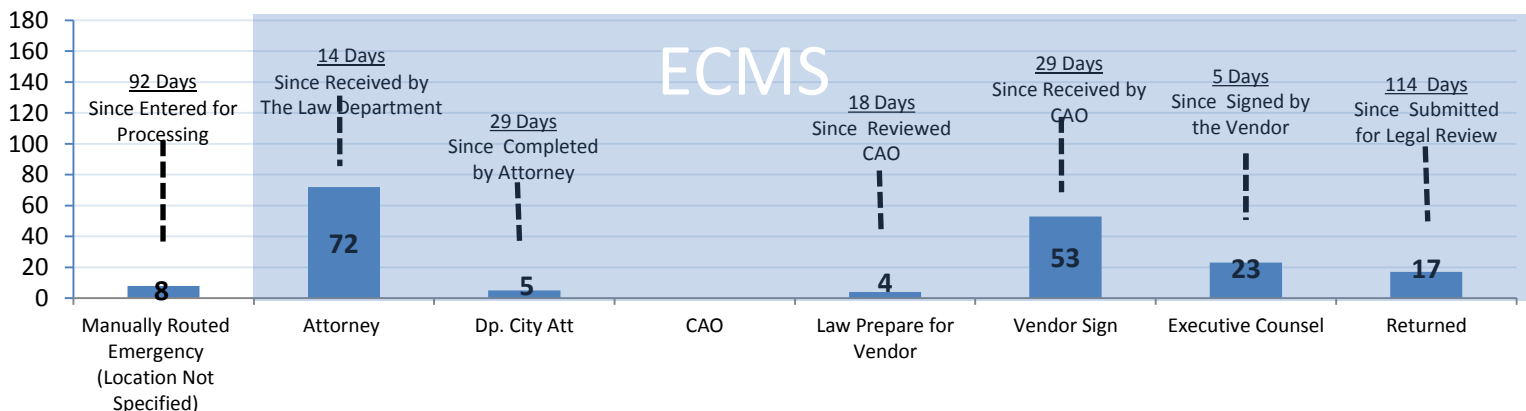 180
160
140
120
100
80
60
40
20
0
ECMS
92 Days
Since Entered for
Processing
14 Days
Since Received by
The Law Department
29 Days
Since Completed
by Attorney
18 Days
Since Reviewed
CAO
29 Days
Since Received by
CAO
5 Days
Since Signed by
the Vendor
114 Days
Since Submitted
for Legal Review
8
72
5
4
53
23
17
Manually Routed
Emergency
(Location Not
Specified)
Attorney
Dp. City Att
CAO
Law Prepare for
Vendor
Vendor Sign
Executive Counsel
Returned